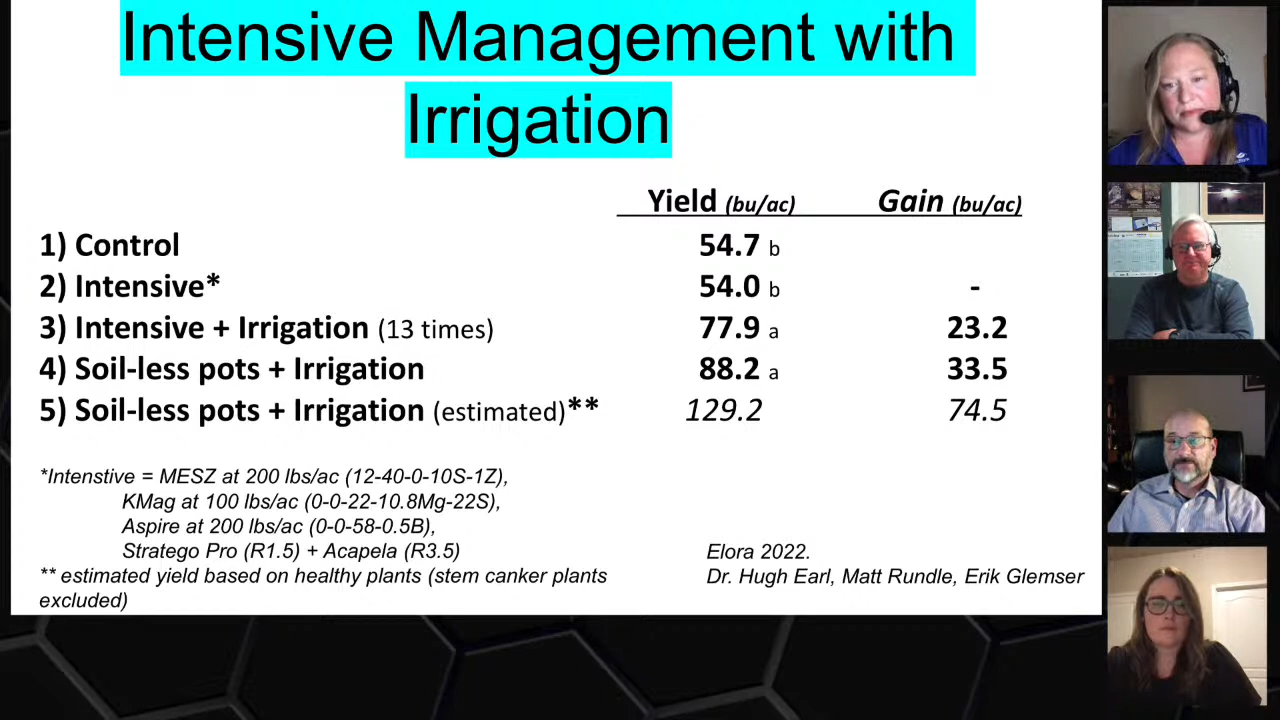 Intensive Management with
Irrigation
Yield (bu/ac) Gain (bu/ac)
1) Control 54.7 b
2) Intensive* 54.0 b -
3) Intensive + Irrigation (13 times) 77.9 a 23.2
4) Soil-less pots + Irrigation 88.2 a 33.5
5) Soil-less pots + Irrigation (estimated)** 129.2 74.5
*Intenstive = MESZ at 200 lbs/ac (12-40-0-10S-1Z),
KMag at 100 lbs/ac (0-0-22-10.8Mg-22S),
Aspire at 200 lbs/ac (0-0-58-0.5B),
Stratego Pro (R1.5) + Acapela (R3.5)
** estimated yield based on healthy plants (stem canker plants
excluded)
Elora 2022.
Dr. Hugh Earl, Matt Rundle, Erik Glemser